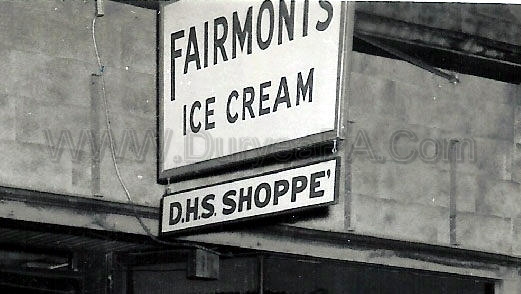 FAIRMONTS
ICE CREAM
WWW.DuryeaPA.Com
D.H.S. SHOPPE'